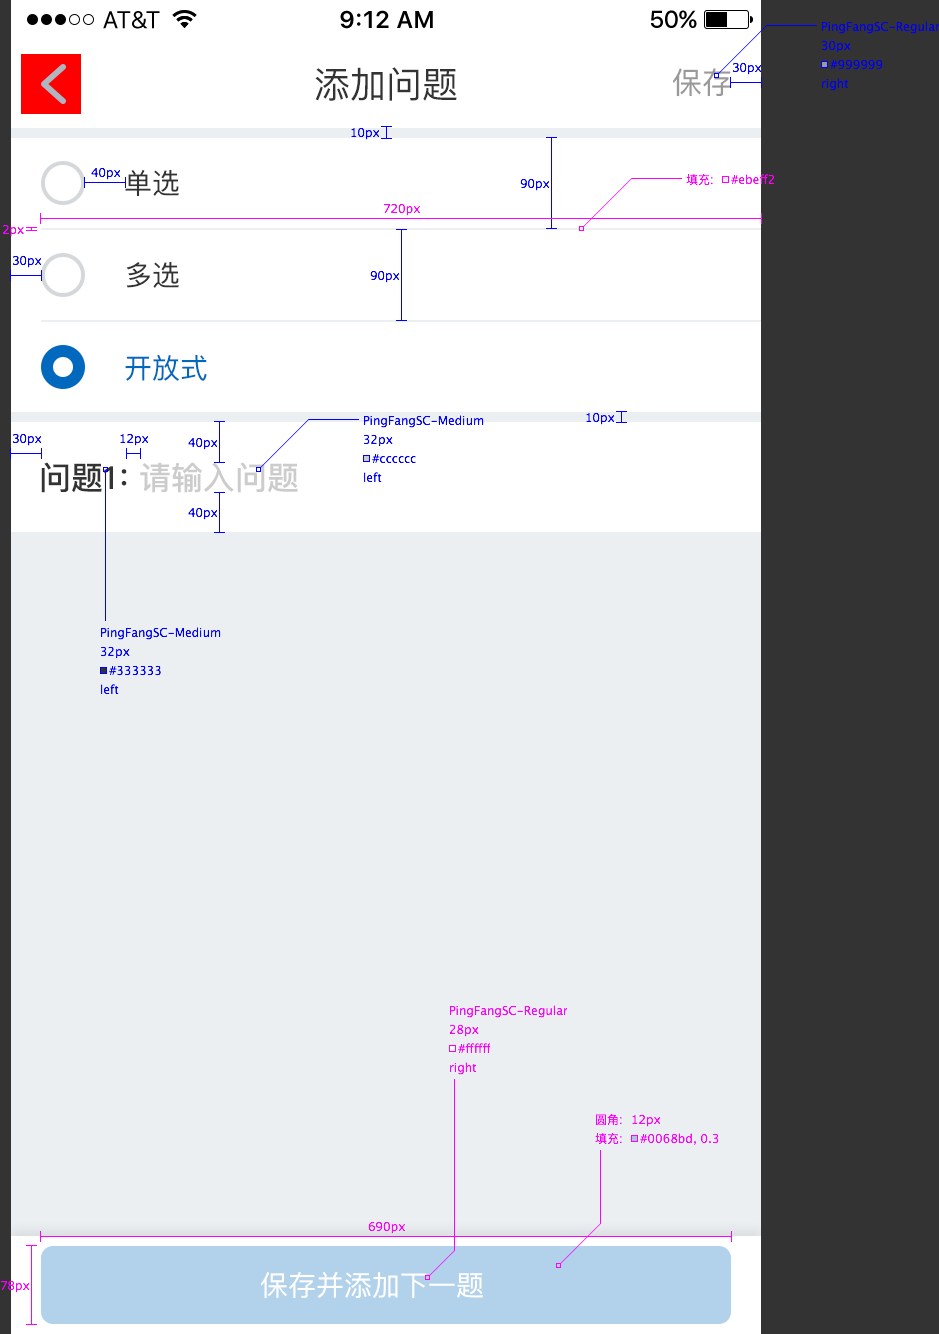 AT&T 9:12 AM 50%
添加问题 保存
PingFangSC-Regular
30px
#999999
right
30px
10px
40px 单选
90px
填充: #ebeff2
720px
2px
30px
多选
90px
开放式
10px
30px
12px
40px
PingFangSC-Medium
32px
#cccccc
left
问题1: 请输入问题
40px
PingFangSC-Medium
32px
#333333
left
PingFangSC-Regular
28px
#ffffff
right
圆角: 12px
填充: #0068bd, 0.3
690px
78px
保存并添加下一题